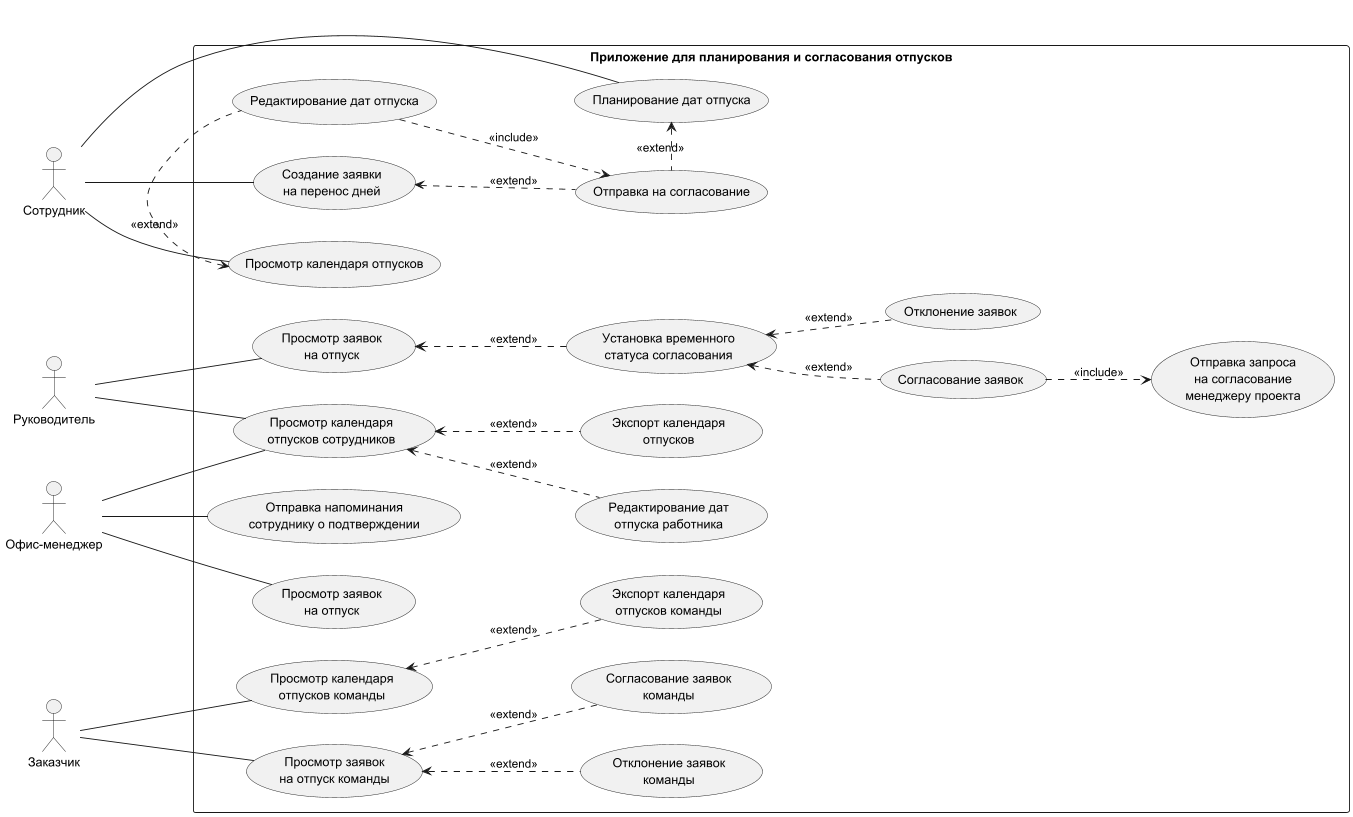 Приложение для планирования и согласования отпусков
Редактирование дат отпуска
Планирование дат отпуска
«include»
«extend»
Сотрудник
Создание заявки
на перенос дней
«extend»
Отправка на согласование
«extend»
Просмотр календаря отпусков
Руководитель
Просмотр заявок
на отпуск
«extend»
Установка временного
статуса согласования
«extend»
Отклонение заявок
«extend»
Согласование заявок
«include»
Отправка запроса
на согласование
менеджеру проекта
Просмотр календаря
отпусков сотрудников
«extend»
Экспорт календаря
отпусков
«extend»
Редактирование дат
отпуска работника
Офис-менеджер
Отправка напоминания
сотруднику о подтверждении
Просмотр заявок
на отпуск
Экспорт календаря
отпусков команды
«extend»
Просмотр календаря
отпусков команды
Согласование заявок
команды
«extend»
Заказчик
Просмотр заявок
на отпуск команды
«extend»
Отклонение заявок
команды